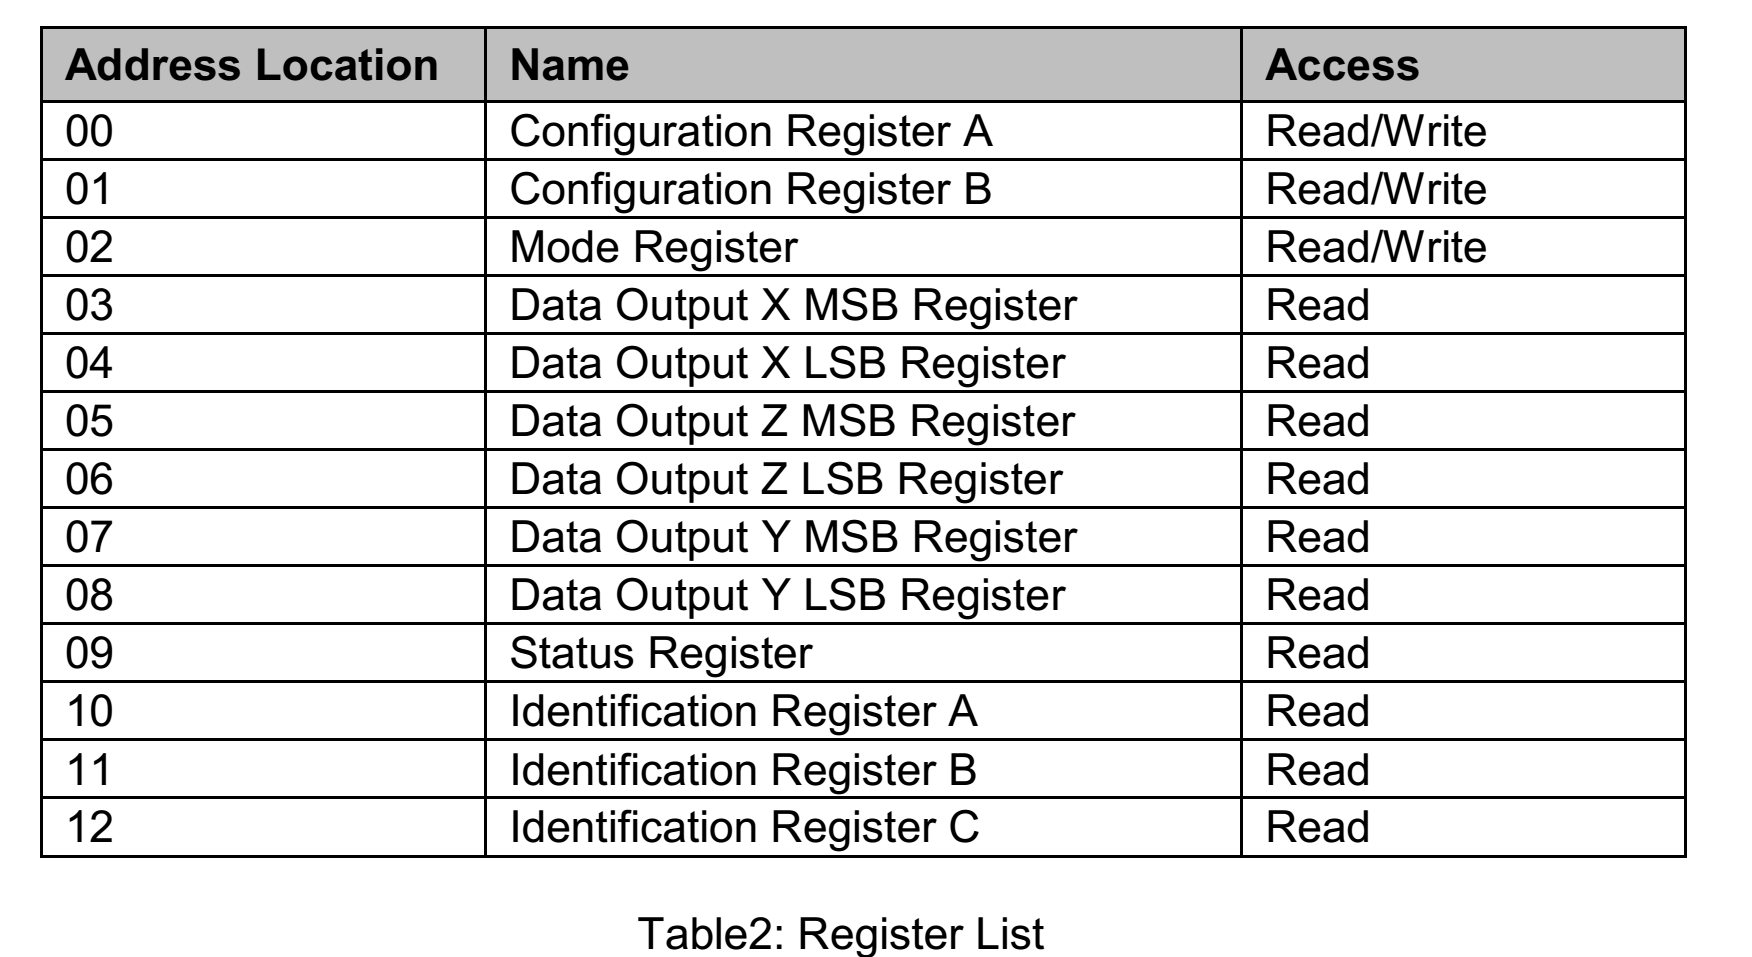 Address Location Name Access
00 Configuration Register A Read/Write
01 Configuration Register B Read/Write
02 Mode Register Read/Write
03 Data Output X MSB Register Read
04 Data Output X LSB Register Read
05 Data Output Z MSB Register Read
06 Data Output Z LSB Register Read
07 Data Output Y MSB Register Read
08 Data Output Y LSB Register Read
09 Status Register Read
10 Identification Register A Read
11 Identification Register B Read
12 Identification Register C Read
Table2: Register List